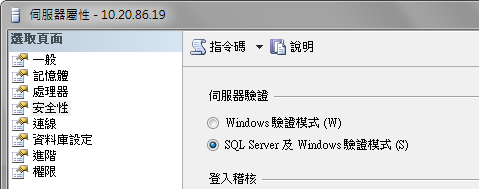 伺服器屬性 - 10.20.86.19
選取頁面
一般
記憶體
處理器
安全性
連線
資料庫設定
進階
權限
指令碼
說明
伺服器驗證
Windows 驗證模式 (W)
SQL Server 及 Windows 驗證模式 (S)
登入稽核